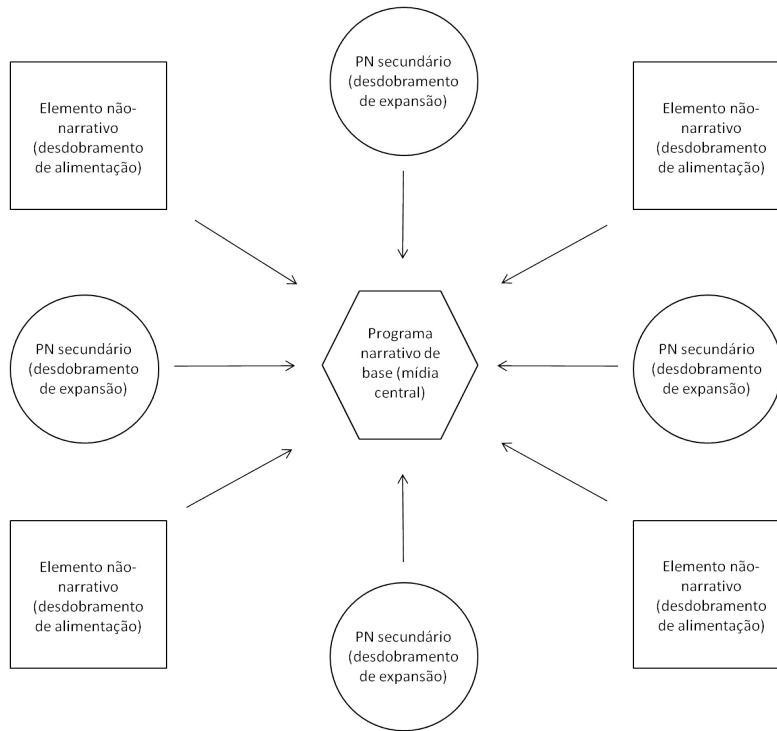 PN secundário
(desdobramento
de expansão)
Elemento não-
narrativo
(desdobramento
de alimentação)
Elemento não-
narrativo
(desdobramento
de alimentação)
PN secundário
(desdobramento
de expansão)
Programa
narrativo de
base (mídia
central)
PN secundário
(desdobramento
de expansão)
Elemento não-
narrativo
(desdobramento
de alimentação)
Elemento não-
narrativo
(desdobramento
de alimentação)
PN secundário
(desdobramento
de expansão)